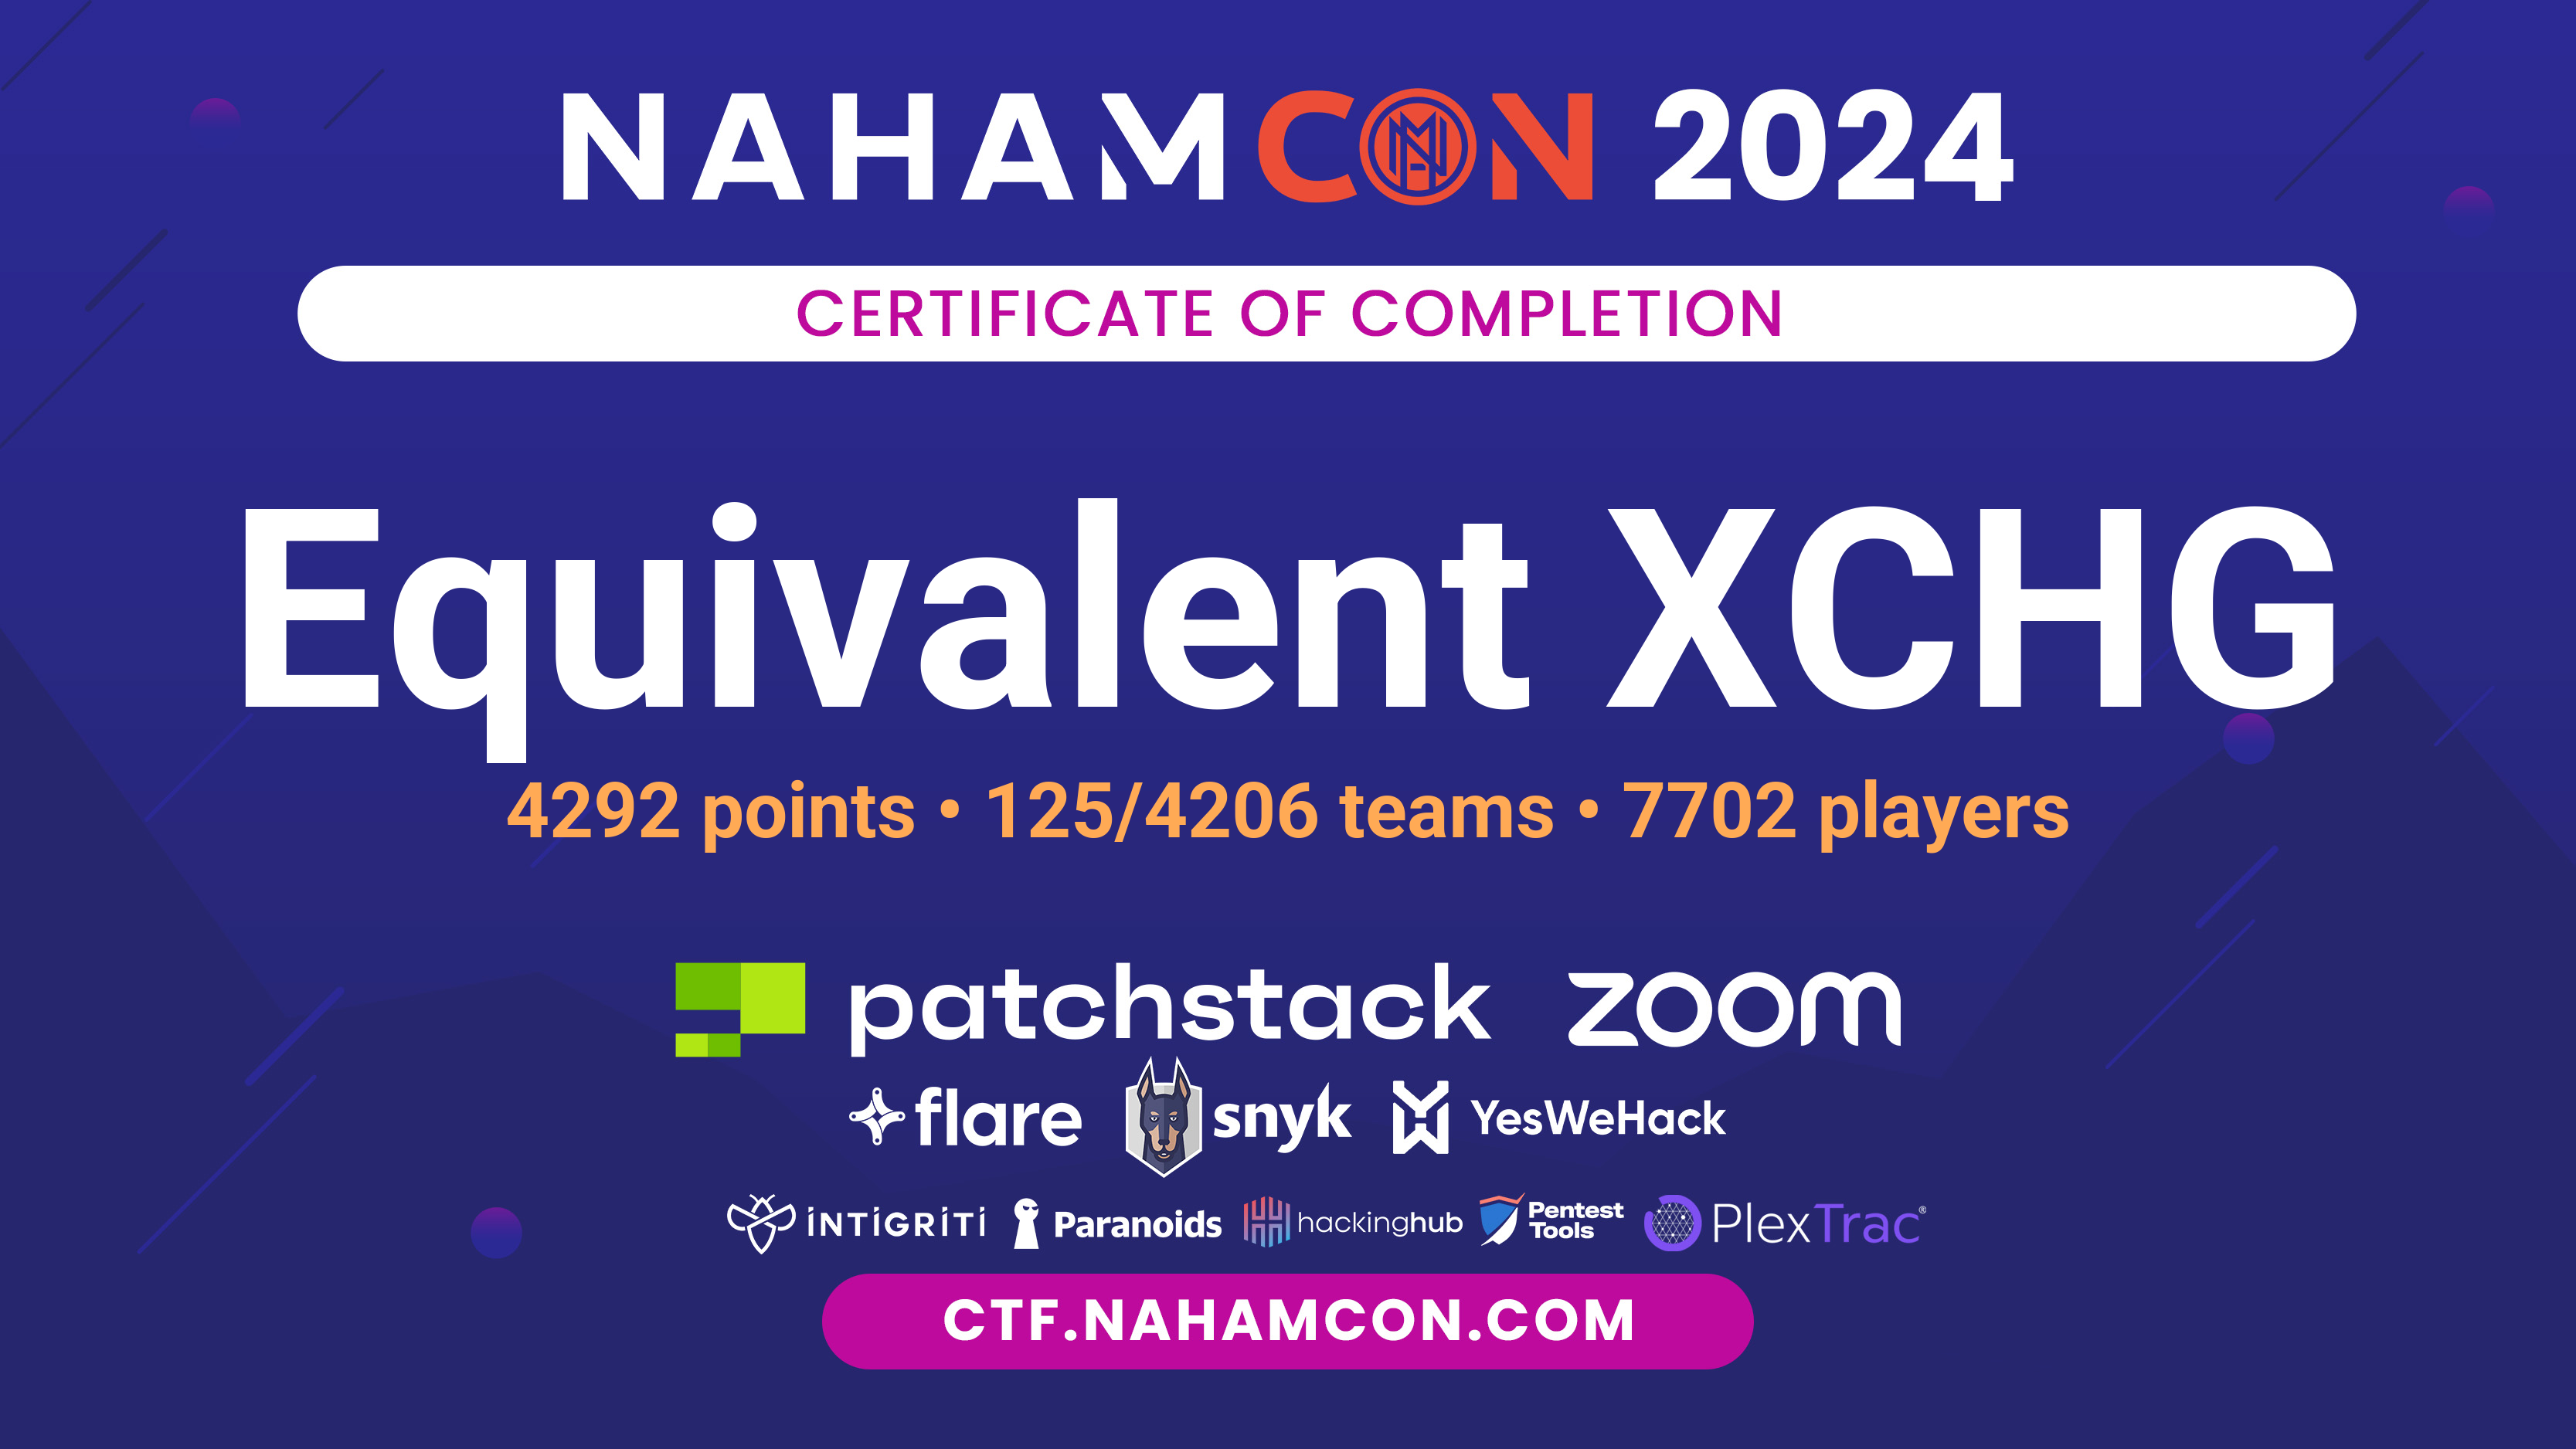 NAHAMCON 2024
CERTIFICATE OF COMPLETION
Equivalent XCHG
4292 points • 125/4206 teams • 7702 players
patchstack zoom
flare snyk YesWeHack
INTIGRITI Paranoids hackinghub Pentest Tools PlexTrac®
CTF.NAHAMCON.COM